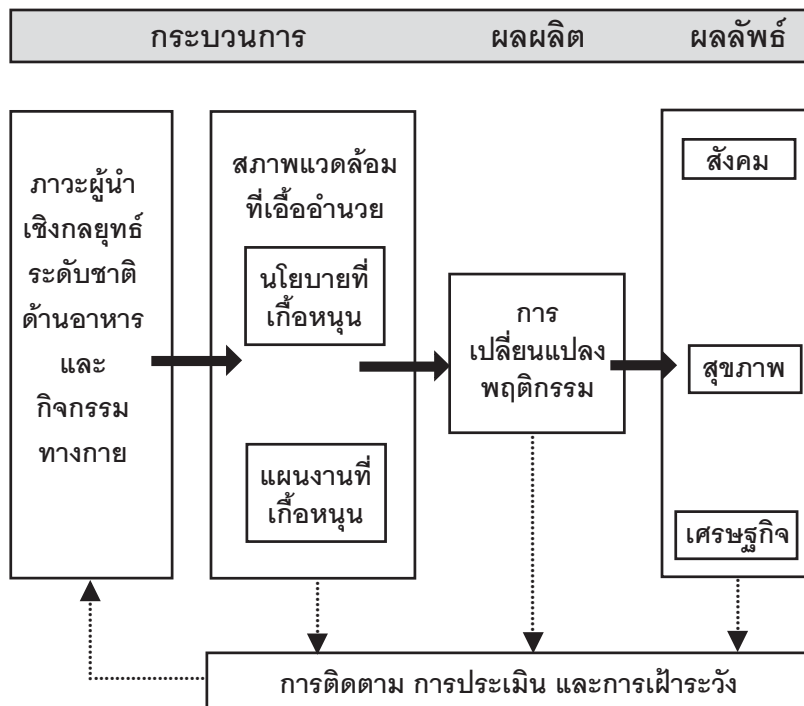 กระบวนการ
ผลผลิต
ผลลัพธ์
ภาวะผู้นำ
เชิงกลยุทธ์
ระดับชาติ
ด้านอาหาร
และ
กิจกรรม
ทางกาย
สภาพแวดล้อม
ที่เอื้ออำนวย
นโยบายที่
เกื้อหนุน
แผนงานที่
เกื้อหนุน
การ
เปลี่ยนแปลง
พฤติกรรม
สังคม
สุขภาพ
เศรษฐกิจ
การติดตาม การประเมิน และการเฝ้าระวัง